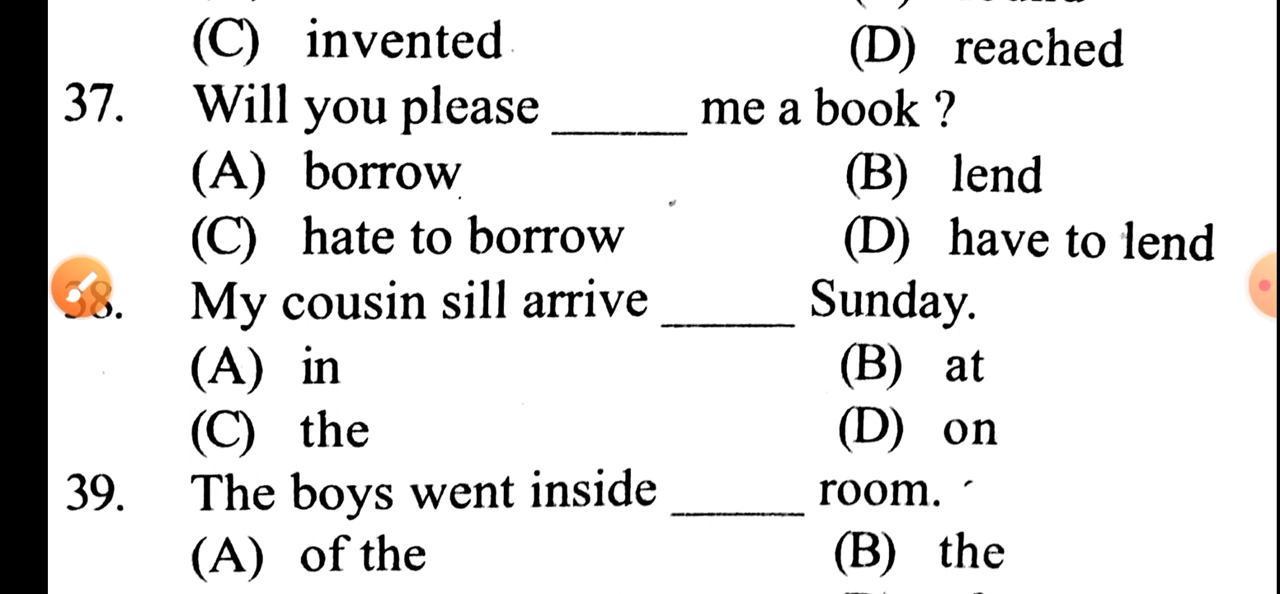 (C) invented (D) reached
37. Will you please ______ me a book ?
(A) borrow (B) lend
(C) hate to borrow (D) have to lend
38. My cousin sill arrive ______ Sunday.
(A) in (B) at
(C) the (D) on
39. The boys went inside ______ room.
(A) of the (B) the